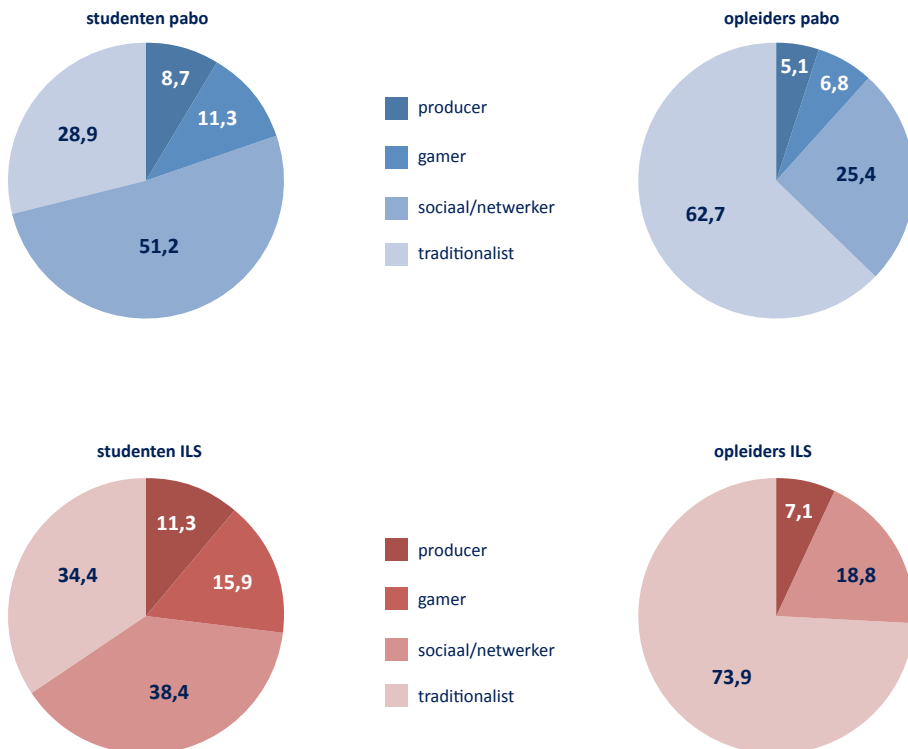 studenten pabo
8,7
11,3
28,9
51,2
producer
gamer
sociaal/netwerker
traditionalist
opleiders pabo
5,1
6,8
25,4
62,7
studenten ILS
11,3
15,9
34,4
38,4
producer
gamer
sociaal/netwerker
traditionalist
opleiders ILS
7,1
18,8
73,9